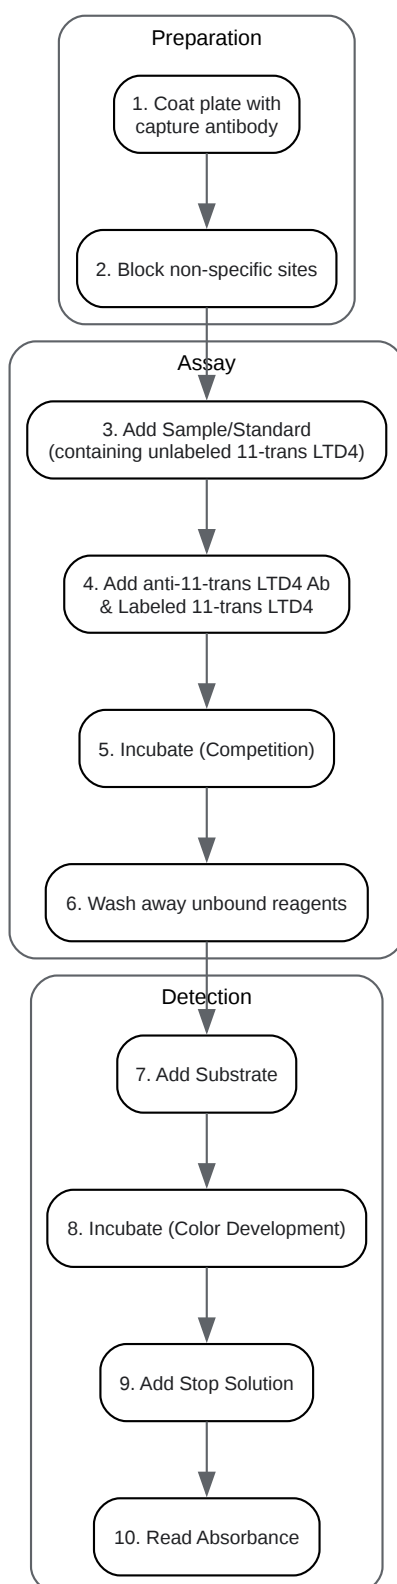 Preparation
1. Coat plate with
capture antibody
2. Block non-specific sites
Assay
3. Add Sample/Standard
(containing unlabeled 11-trans LTD4)
4. Add anti-11-trans LTD4 Ab
& Labeled 11-trans LTD4
5. Incubate (Competition)
6. Wash away unbound reagents
Detection
7. Add Substrate
8. Incubate (Color Development)
9. Add Stop Solution
10. Read Absorbance